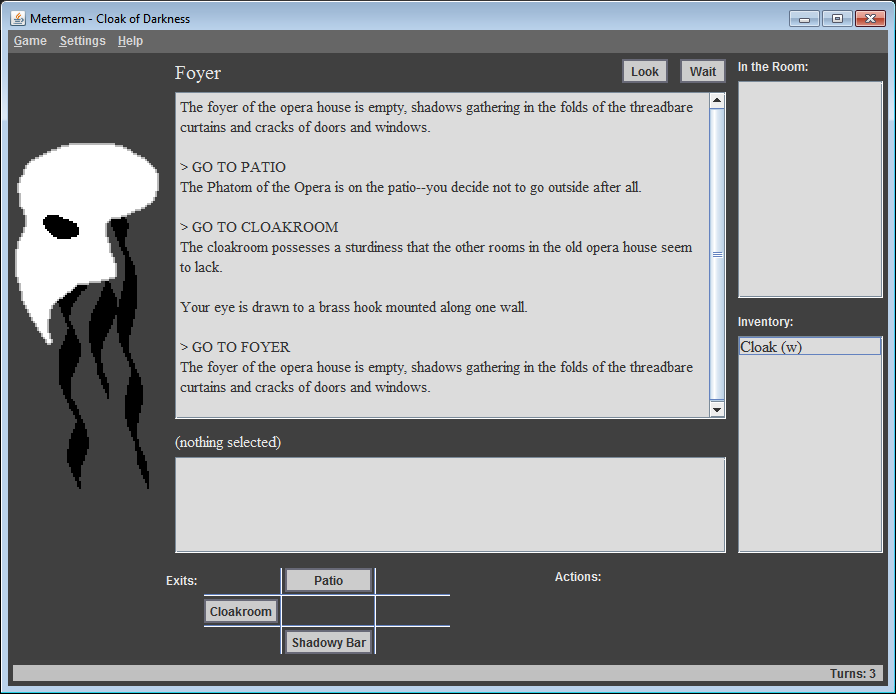 Meterman - Cloak of Darkness
Game Settings Help
Foyer
Look
Wait
In the Room:
The foyer of the opera house is empty, shadows gathering in the folds of the threadbare
curtains and cracks of doors and windows.
> GO TO PATIO
The Phatom of the Opera is on the patio--you decide not to go outside after all.
> GO TO CLOAKROOM
The cloakroom possesses a sturdiness that the other rooms in the old opera house seem
to lack.
Your eye is drawn to a brass hook mounted along one wall.
> GO TO FOYER
The foyer of the opera house is empty, shadows gathering in the folds of the threadbare
curtains and cracks of doors and windows.
Inventory:
Cloak (w)
(nothing selected)
Exits:
Patio
Cloakroom
Shadowy Bar
Actions:
Turns: 3